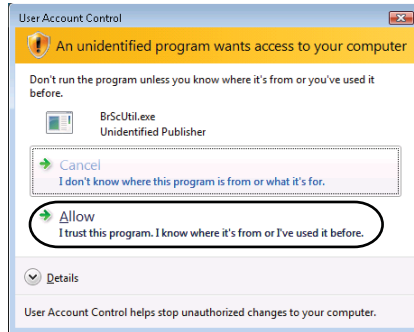 User Account Control
An unidentified program wants access to your computer
Don't run the program unless you know where it's from or you've used it
before.
BrScUtil.exe
Unidentified Publisher
Cancel
I don't know where this program is from or what it's for.
Allow
I trust this program. I know where it's from or I've used it before.
Details
User Account Control helps stop unauthorized changes to your computer.